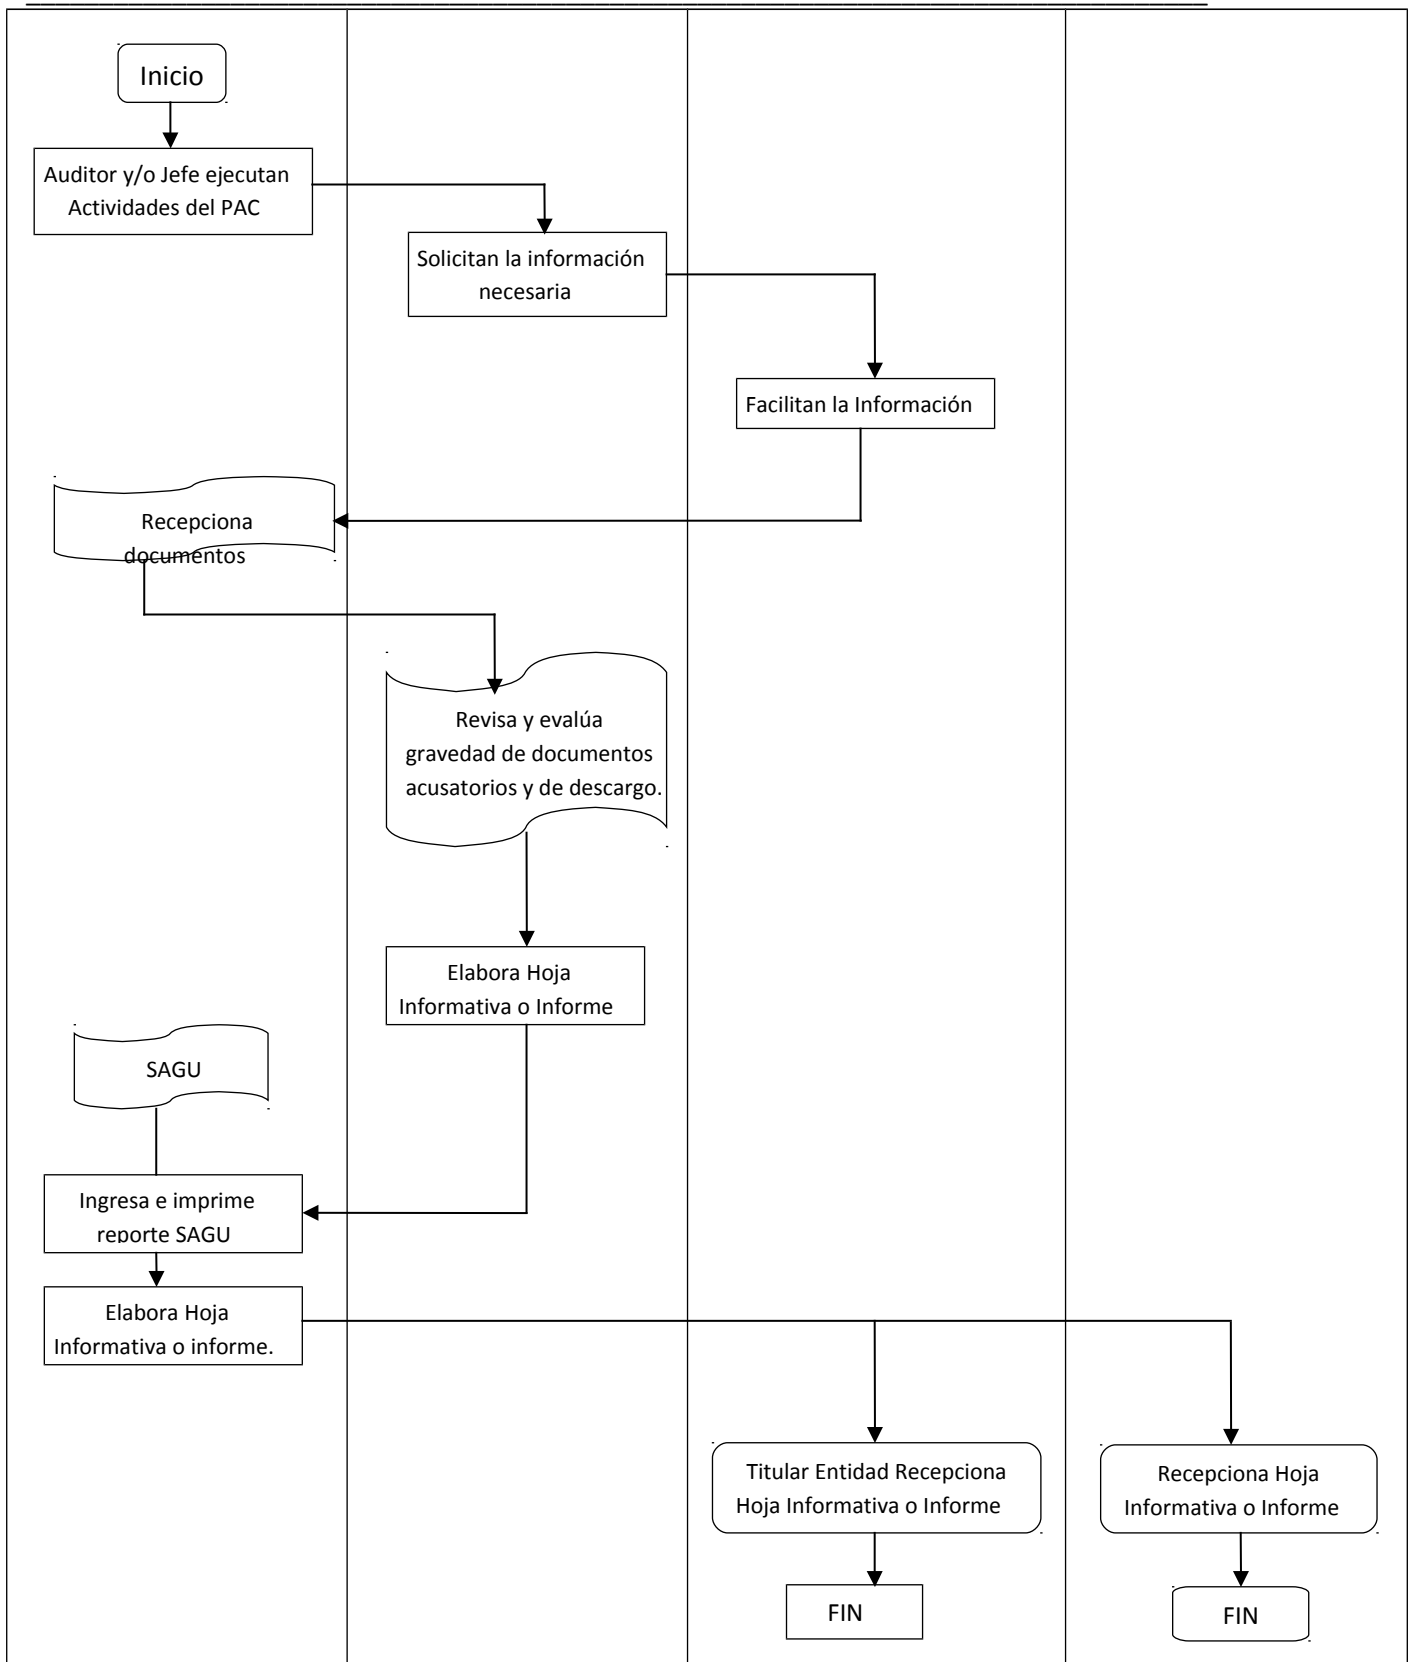 Inicio
Auditor y/o Jefe ejecutan
Actividades del PAC
Solicitan la información
necesaria
Facilitan la Información
Recepciona
documentos
Revisa y evalúa
gravedad de documentos
acusatorios y de descargo.
Elabora Hoja
Informativa o Informe
SAGU
Ingresa e imprime
reporte SAGU
Elabora Hoja
Informativa o informe.
Titular Entidad Recepciona
Hoja Informativa o Informe
Recepciona Hoja
Informativa o Informe
FIN
FIN